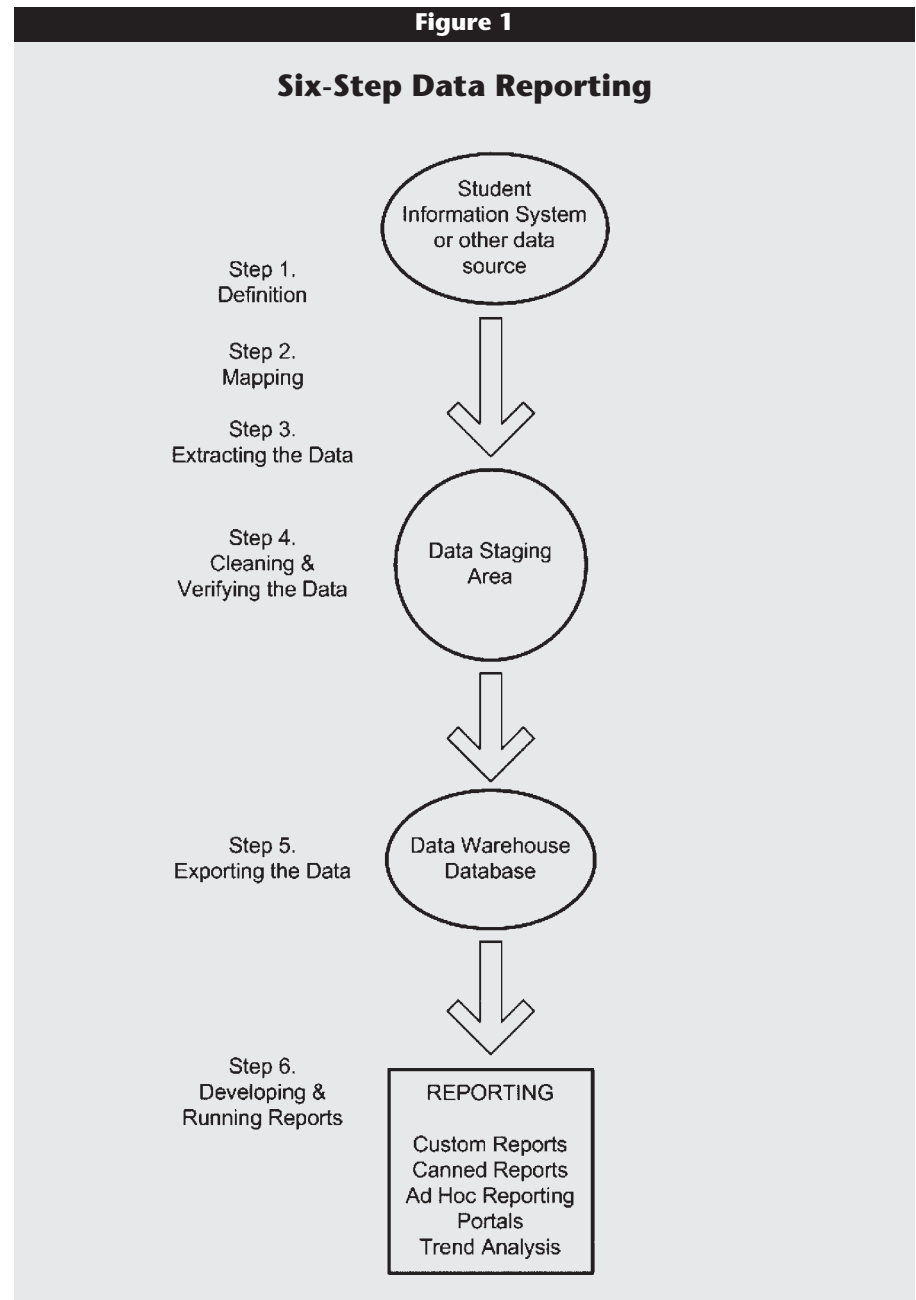 Figure 1
Six-Step Data Reporting
Student
Information System
or other data
source
Step 1.
Definition
Step 2.
Mapping
Step 3.
Extracting the Data
Step 4.
Cleaning &
Verifying the Data
Data Staging
Area
Step 5.
Exporting the Data
Data Warehouse
Database
Step 6.
Developing &
Running Reports
REPORTING
Custom Reports
Canned Reports
Ad Hoc Reporting
Portals
Trend Analysis